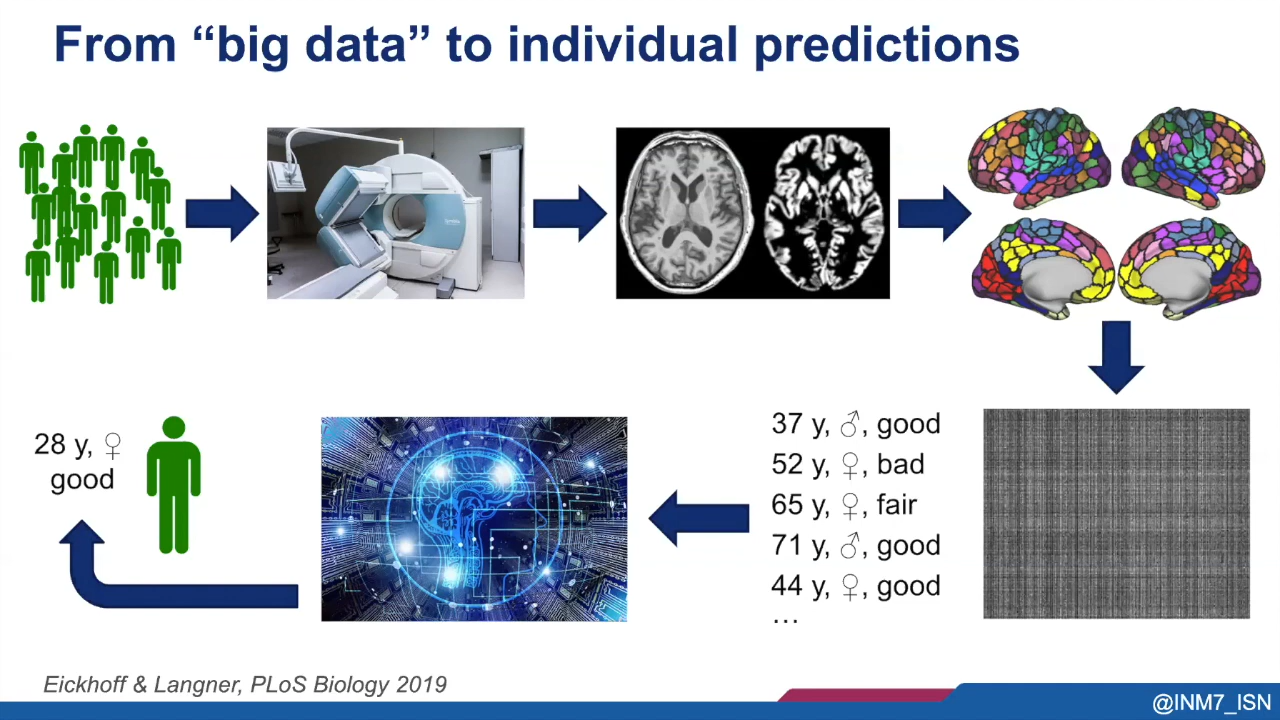 From “big data” to individual predictions
37 y, ♂, good
52 y, ♀, bad
65 y, ♀, fair
71 y, ♂, good
44 y, ♀, good
…
28 y, ♀
good
Eickhoff & Langner, PLoS Biology 2019
@INM7_ISN